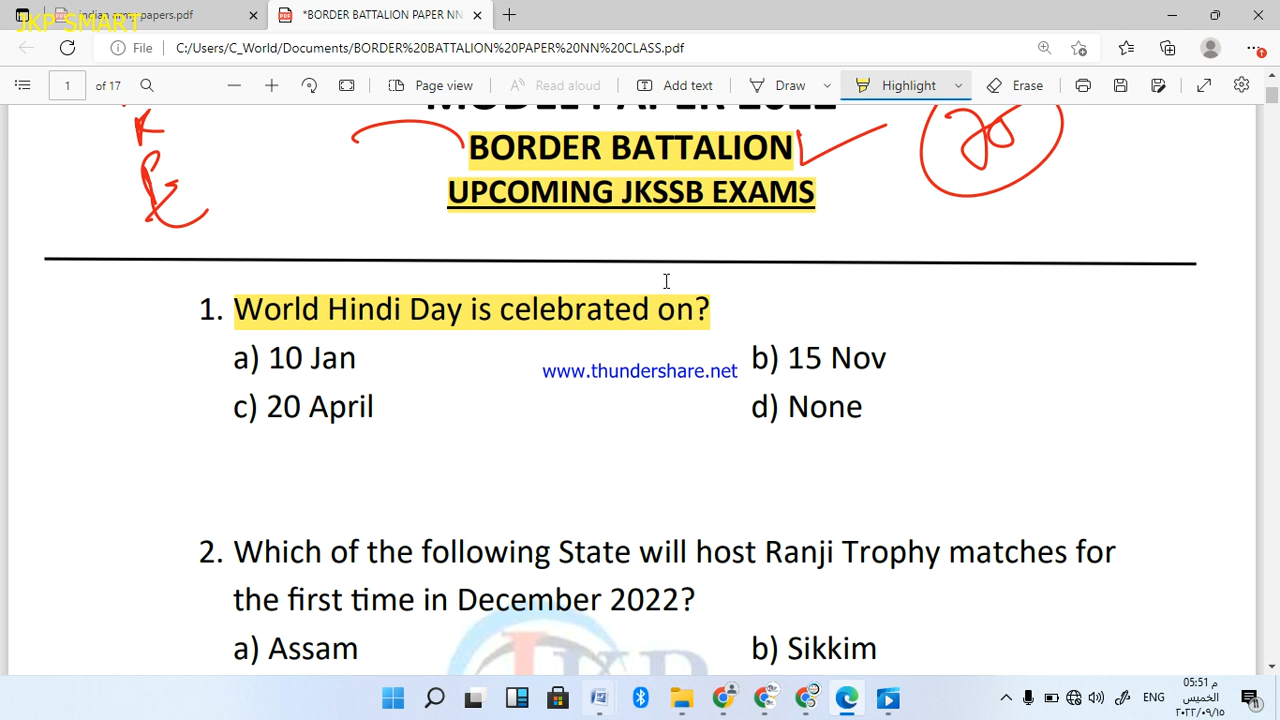 JKP SMART
papers.pdf
*BORDER BATTALION PAPER NN
File
C:/Users/C_World/Documents/BORDER%20BATTALION%20PAPER%20NN%20CLASS.pdf
1 of 17
Page view
Read aloud
Add text
Draw
Highlight
Erase
MODEL PAPER 2022
BORDER BATTALION
UPCOMING JKSSB EXAMS
1. World Hindi Day is celebrated on?
a) 10 Jan
b) 15 Nov
www.thundershare.net
c) 20 April
d) None
2. Which of the following State will host Ranji Trophy matches for
the first time in December 2022?
a) Assam
b) Sikkim
JKP
ENG
05:51 م
الخميس
٢٠٢٢/٠٩/١٥